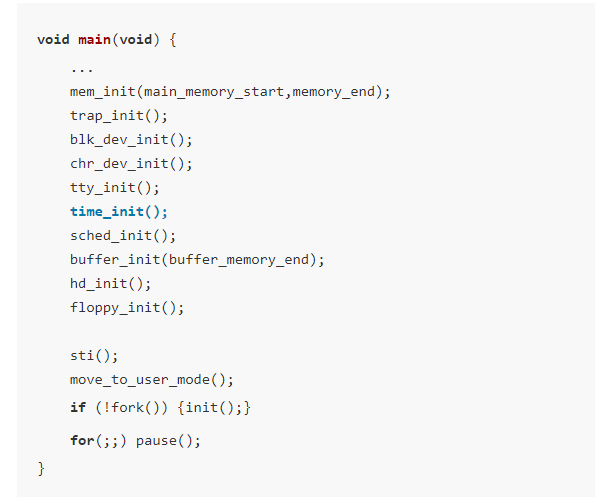 void main(void) {
...
mem_init(main_memory_start,memory_end);
trap_init();
blk_dev_init();
chr_dev_init();
tty_init();
time_init();
sched_init();
buffer_init(buffer_memory_end);
hd_init();
floppy_init();
sti();
move_to_user_mode();
if (!fork()) {init();}
for(;;) pause();
}